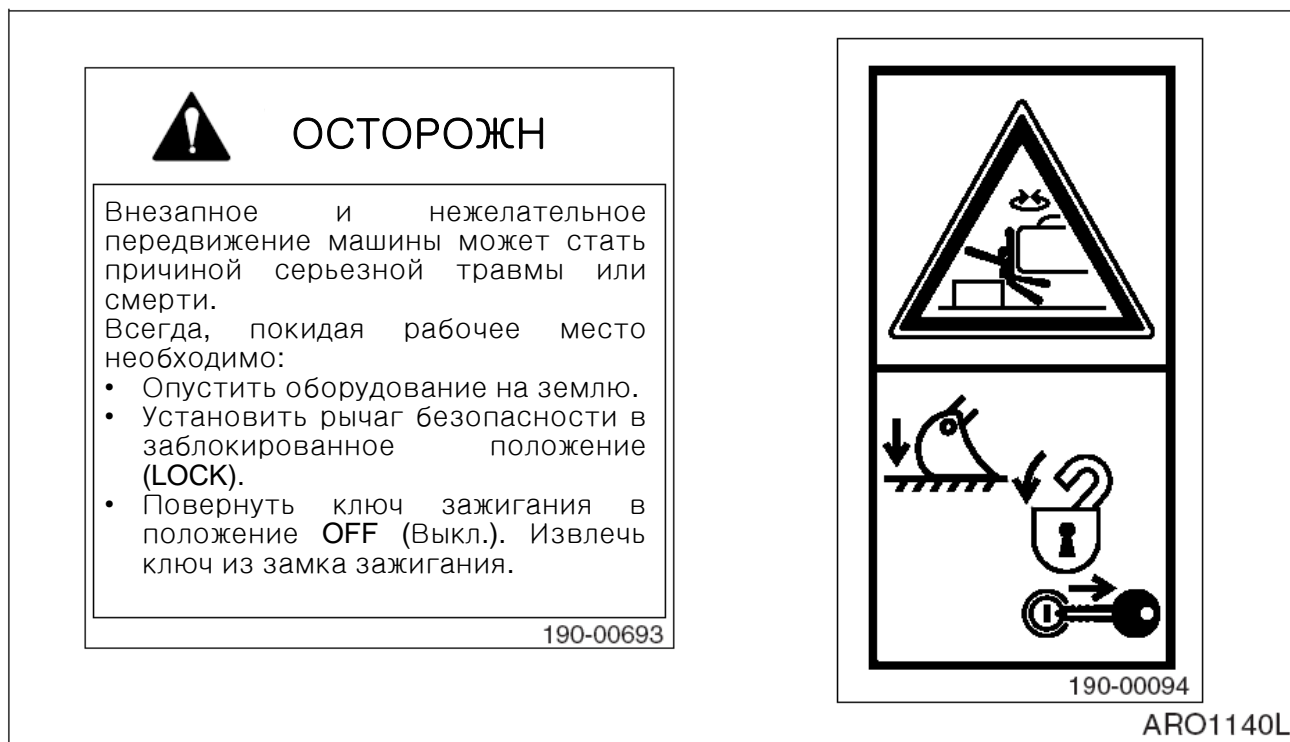 ОСТОРОЖН
Внезапное и нежелательное
передвижение машины может стать
причиной серьезной травмы или
смерти.
Всегда, покидая рабочее место
необходимо:
• Опустить оборудование на землю.
• Установить рычаг безопасности в
заблокированное положение
(LOCK).
• Повернуть ключ зажигания в
положение OFF (Выкл.). Извлечь
ключ из замка зажигания.
190-00693
190-00094
ARO1140L